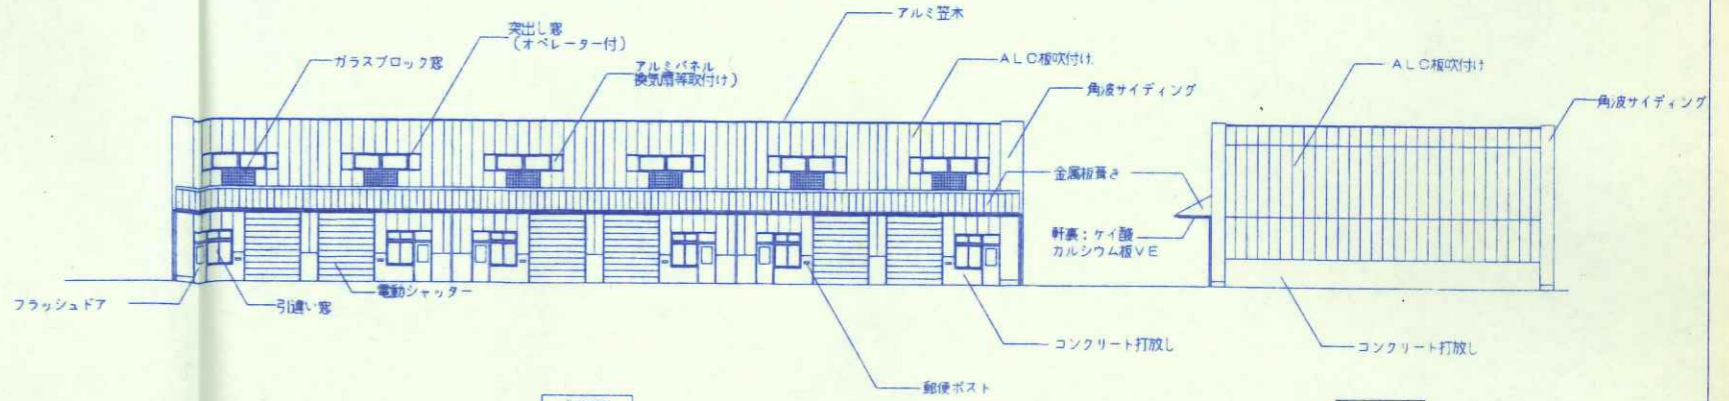 アルミ笠木
突出し窓
(オペレーター付)
ガラスブロック窓
アルミパネル
換気扇等取付け)
ALC板吹付け
角波サイディング
ALC板吹付け
角波サイディング
金属板葺き
軒裏:ケイ酸
カルシウム板VE
フラッシュドア
引違い窓
電動シャッター
コンクリート打放し
コンクリート打放し
郵便ポスト